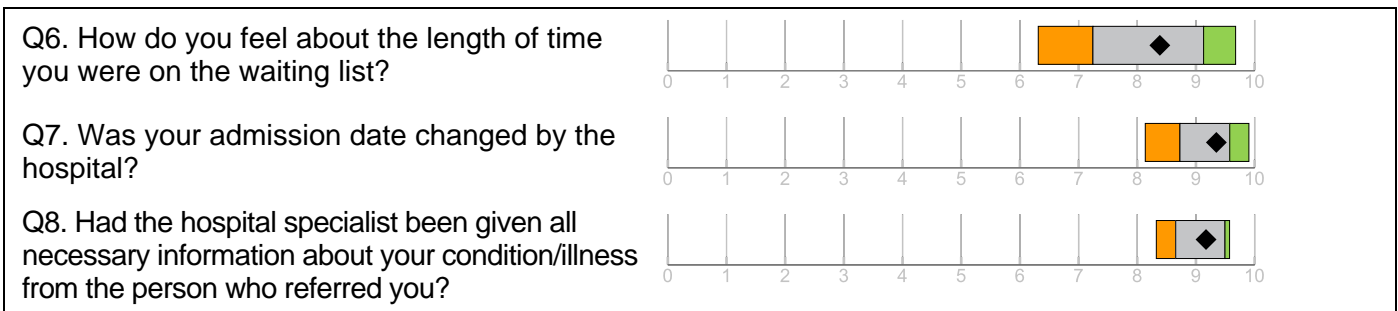 Q6. How do you feel about the length of time
you were on the waiting list?
0 1 2 3 4 5 6 7 8 9 10
Q7. Was your admission date changed by the
hospital?
0 1 2 3 4 5 6 7 8 9 10
Q8. Had the hospital specialist been given all
necessary information about your condition/illness
from the person who referred you?
0 1 2 3 4 5 6 7 8 9 10